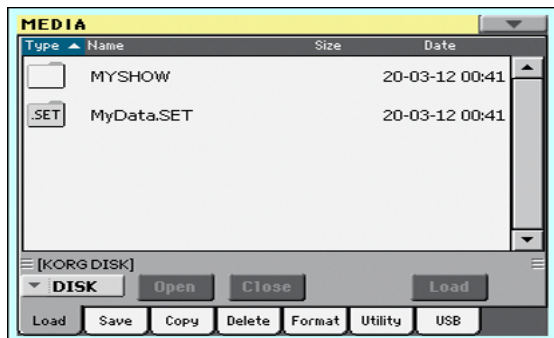 MEDIA
Type Name Size Date
MYSHOW 20-03-12 00:41
.SET MyData.SET 20-03-12 00:41
[KORG DISK]
DISK Open Close Load
Load Save Copy Delete Format Utility USB